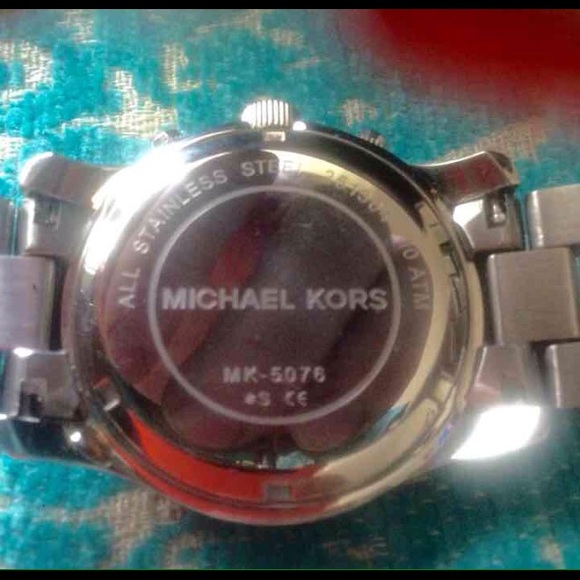 ALL STAINLESS STEEL 10 ATM
MICHAEL KORS
MK-5076
CE